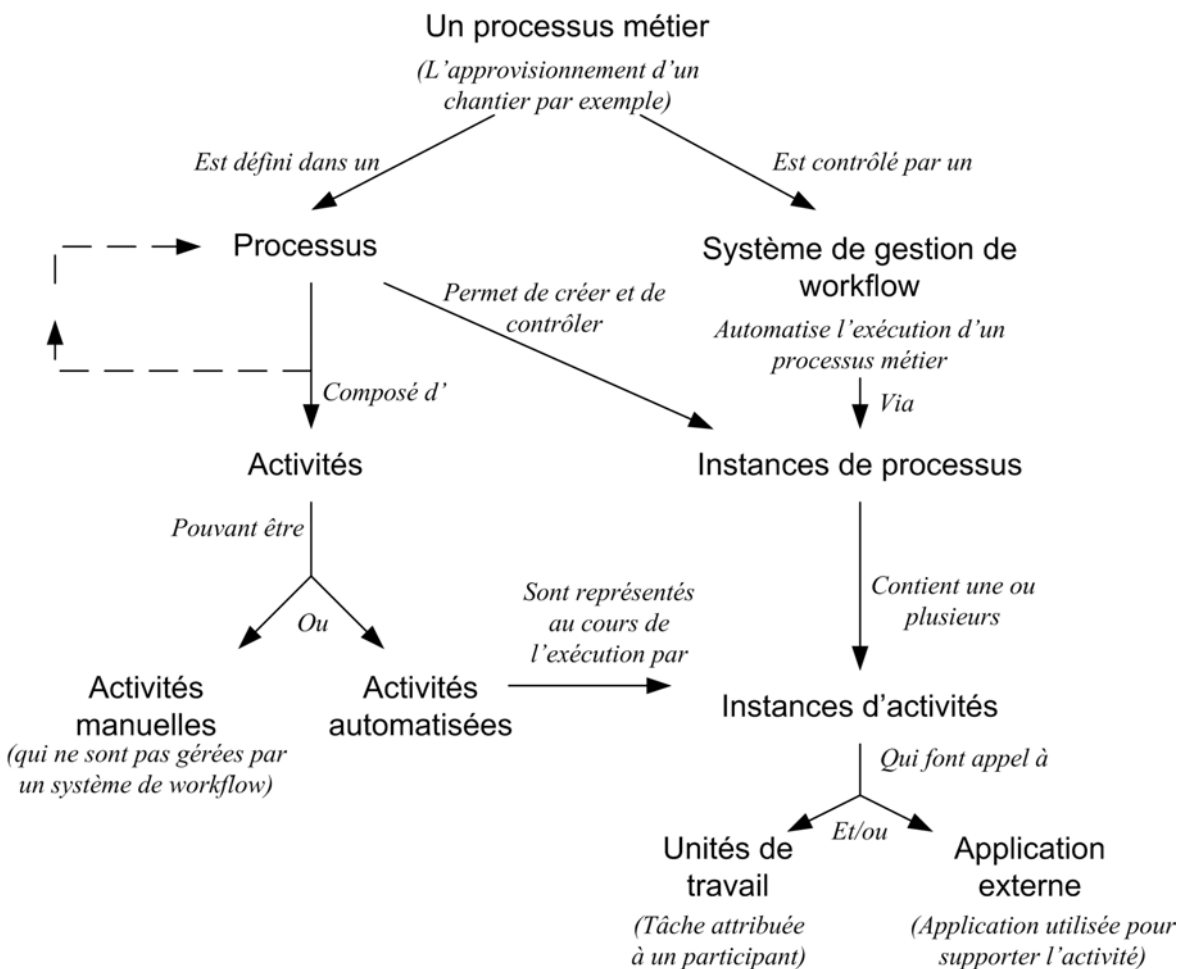 Un processus métier
(L'approvisionnement d'un
chantier par exemple)
Est défini dans un
Est contrôlé par un
Processus
Système de gestion de
workflow
Permet de créer et de
contrôler
Automatise l'exécution d'un
processus métier
Composé d'
Via
Activités
Instances de processus
Pouvant être
Ou
Sont représentés
au cours de
l'exécution par
Contient une ou
plusieurs
Activités
manuelles
(qui ne sont pas gérées par
un système de workflow)
Activités
automatisées
Instances d'activités
Qui font appel à
Et/ou
Unités de
travail
(Tâche attribuée
à un participant)
Application
externe
(Application utilisée pour
supporter l'activité)